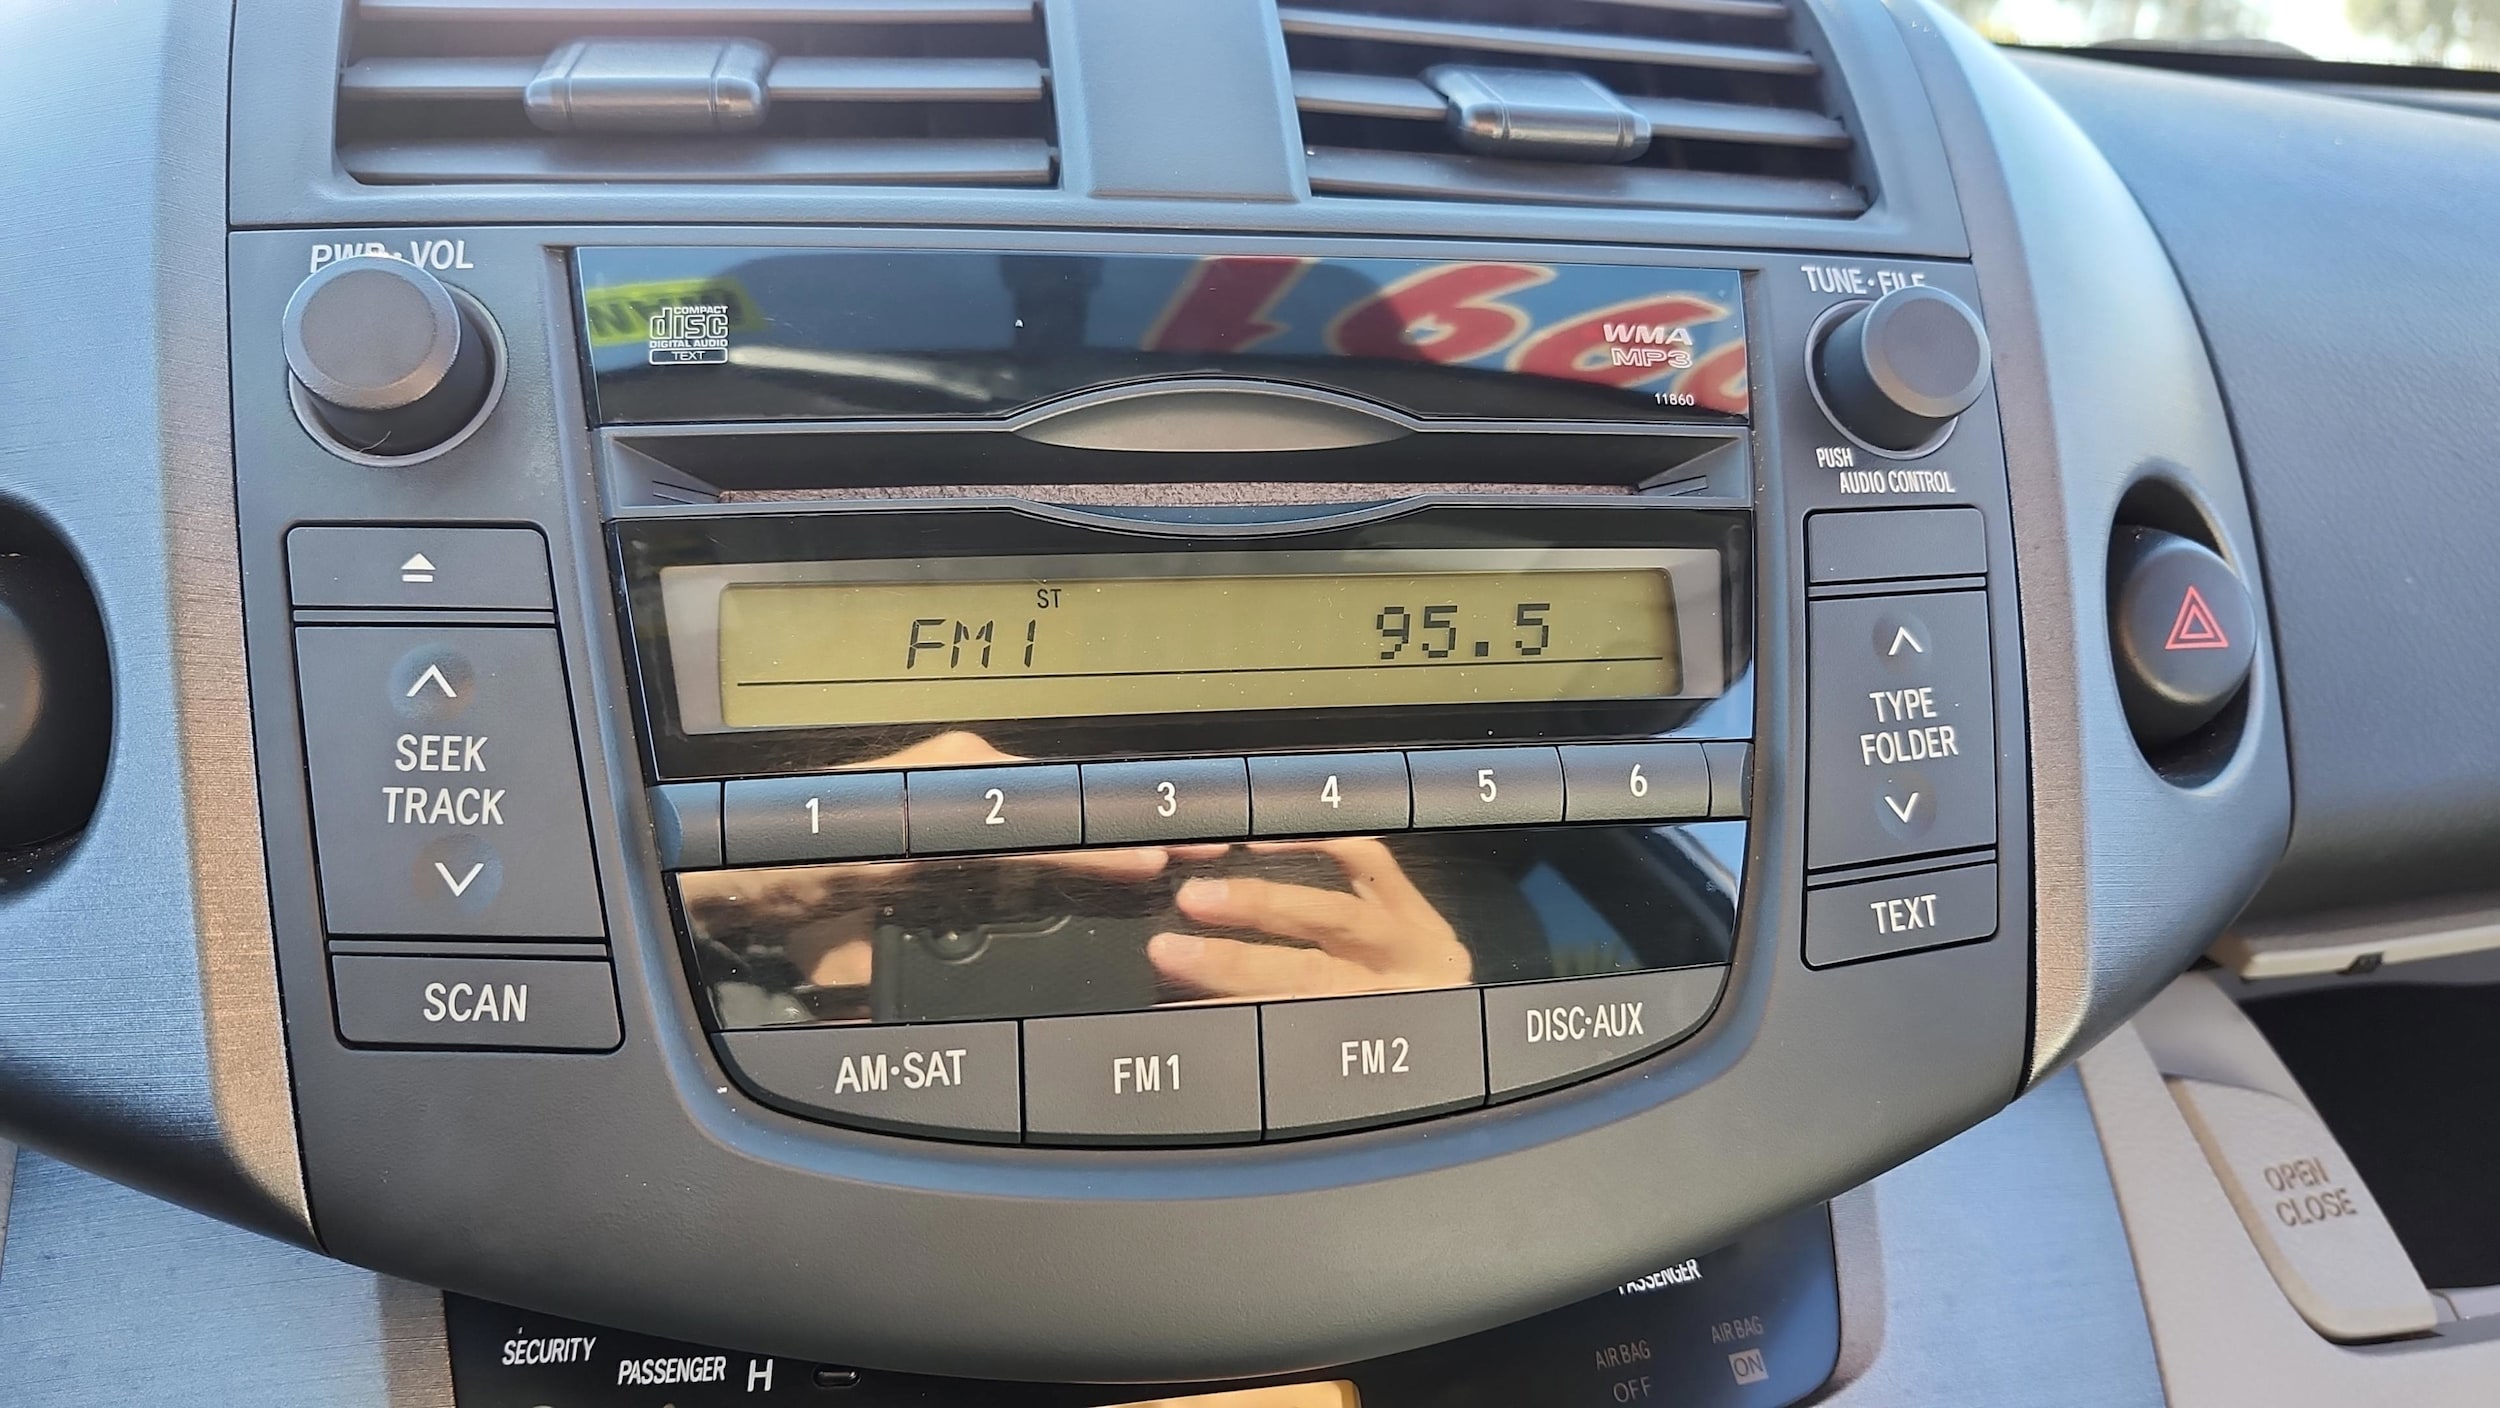 PWR·VOL
TUNE·FILE
COMPACT
disc
DIGITAL AUDIO
TEXT
WMA
MP3
11860
PUSH
AUDIO CONTROL
ST
FM1
95.5
SEEK
TRACK
SCAN
1
2
3
4
5
6
TYPE
FOLDER
TEXT
AM·SAT
FM1
FM2
DISC·AUX
OPEN
CLOSE
SECURITY
PASSENGER
H
PASSENGER
AIR BAG
OFF
AIR BAG
ON